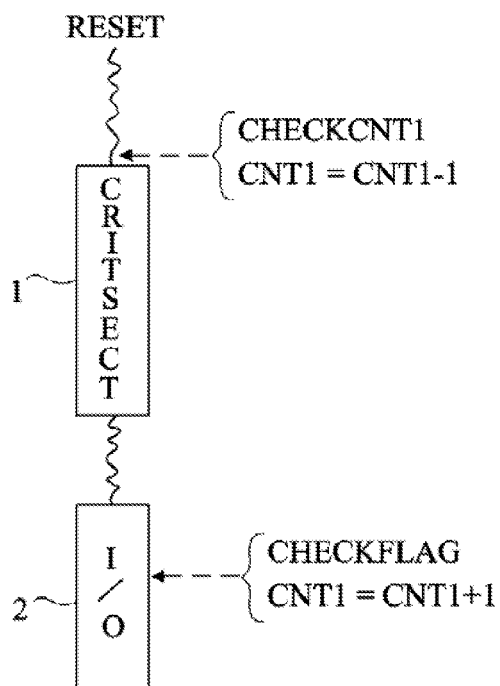 RESET
CHECKCNT1
CNT1 = CNT1-1
CRITSECT
1
I/O
2
CHECKFLAG
CNT1 = CNT1+1